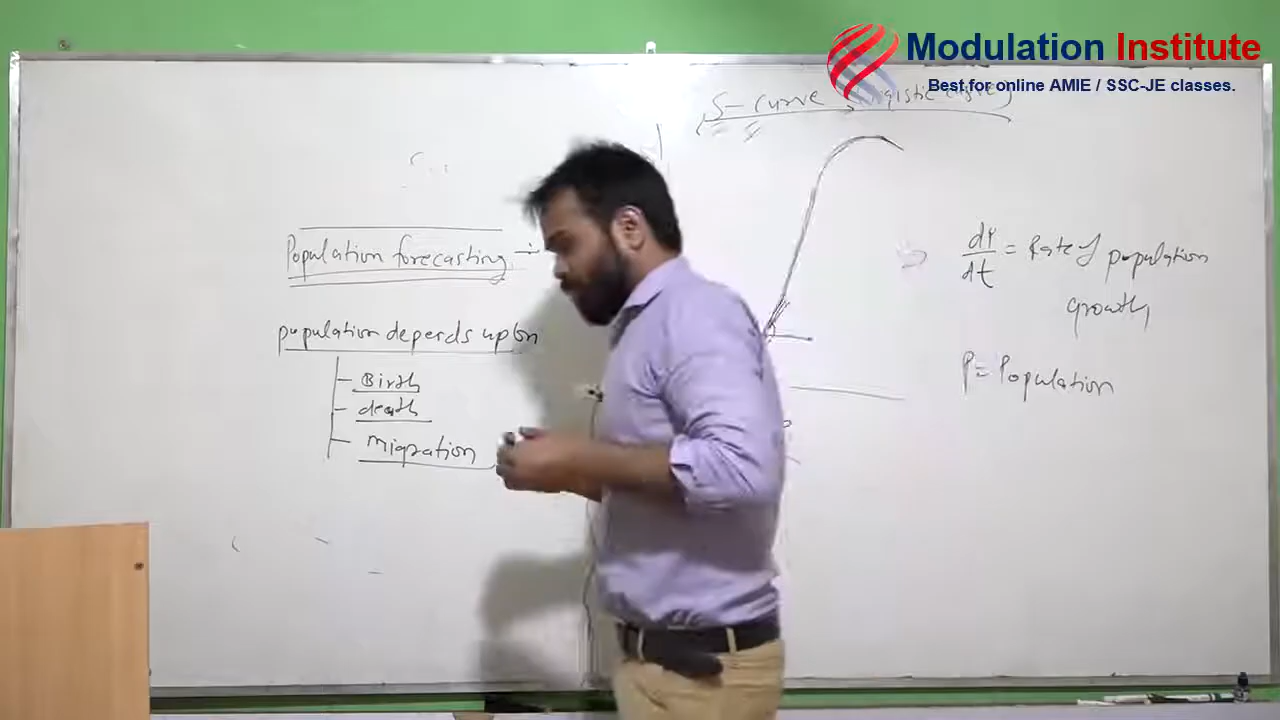 Modulation Institute
Best for online AMIE / SSC-JE classes.
S-curve
Population forecasting :-
population depends upon
Birth
death
migration
dP/dt = Rate of population
growth
P = Population